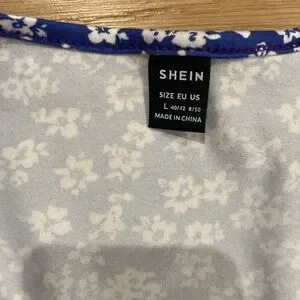 SHEIN
SIZE EU US
L 40/42 8/10
MADE IN CHINA